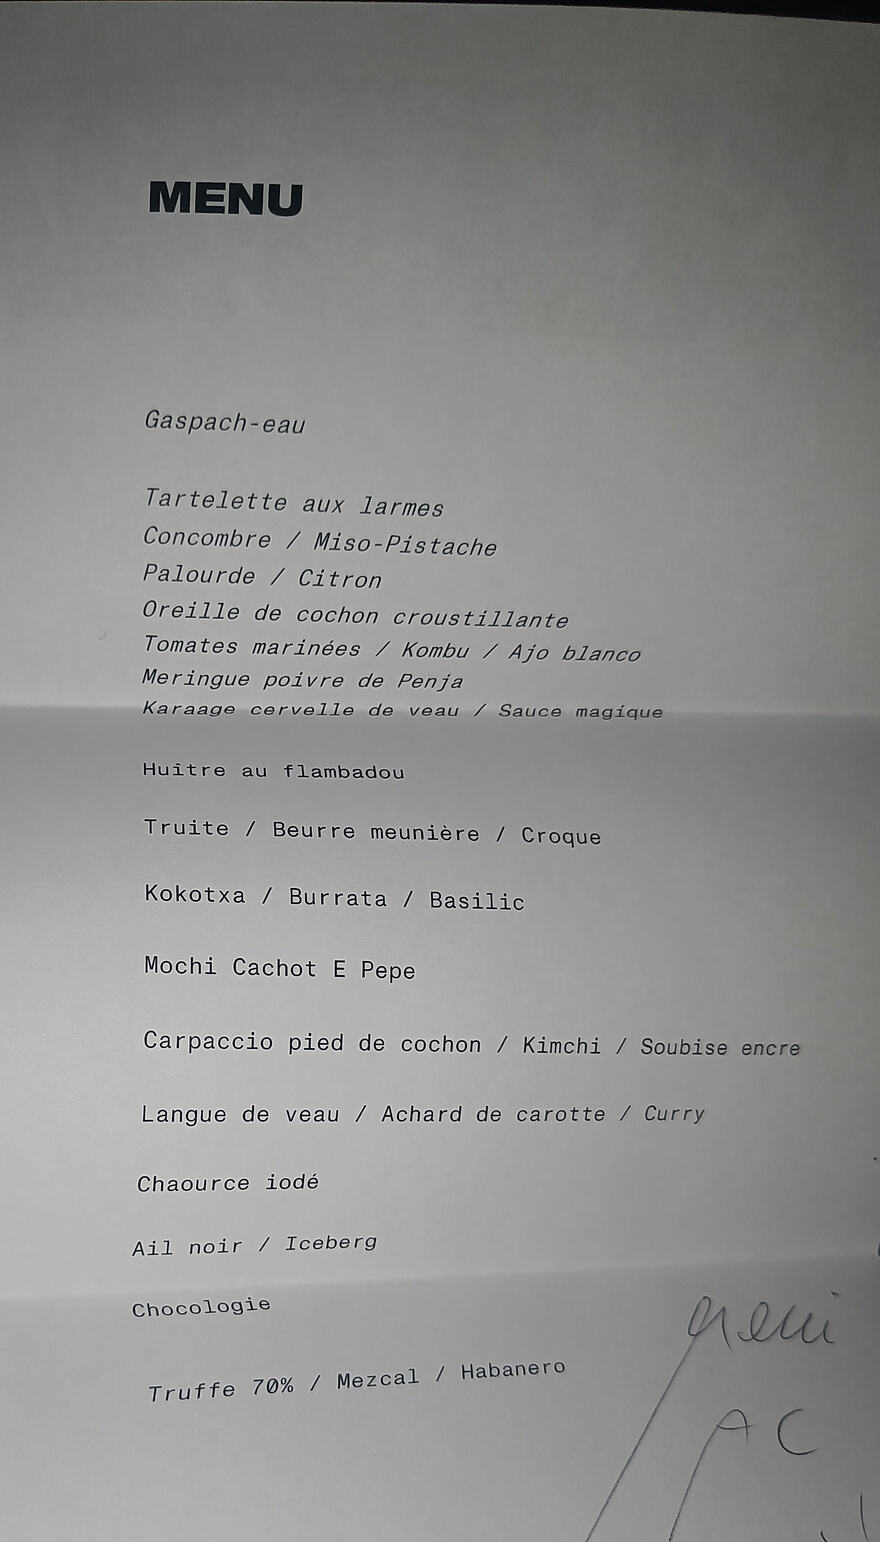 MENU
Gaspach-eau
Tartelette aux larmes
Concombre / Miso-Pistache
Palourde / Citron
Oreille de cochon croustillante
Tomates marinées / Kombu / Ajo blanco
Meringue poivre de Penja
Karaage cervelle de veau / Sauce magique
Huître au flambadou
Truite / Beurre meunière / Croque
Kokotxa / Burrata / Basilic
Mochi Cachot E Pepe
Carpaccio pied de cochon / Kimchi / Soubise encre
Langue de veau / Achard de carotte / Curry
Chaource iodé
Ail noir / Iceberg
Chocologie
Truffe 70% / Mezcal / Habanero